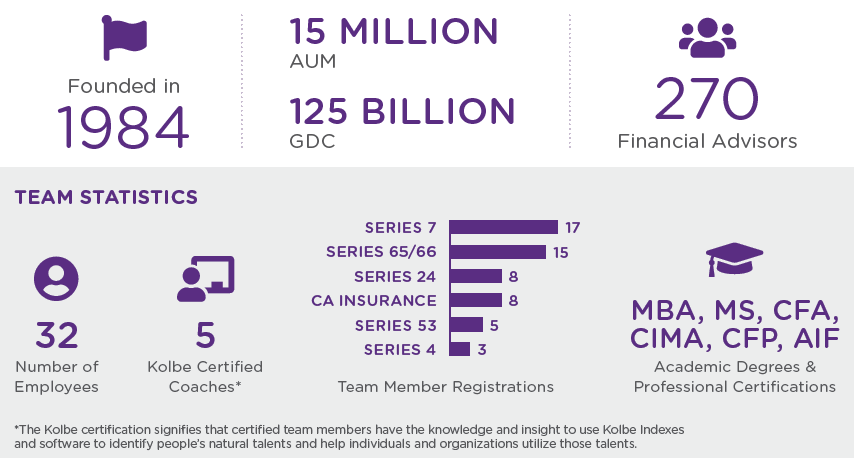 Founded in
1984
15 MILLION
AUM
125 BILLION
GDC
270
Financial Advisors
TEAM STATISTICS
32
Number of
Employees
5
Kolbe Certified
Coaches*
SERIES 7 17
SERIES 65/66 15
SERIES 24 8
CA INSURANCE 8
SERIES 53 5
SERIES 4 3
Team Member Registrations
MBA, MS, CFA,
CIMA, CFP, AIF
Academic Degrees &
Professional Certifications
*The Kolbe certification signifies that certified team members have the knowledge and insight to use Kolbe Indexes
and software to identify people's natural talents and help individuals and organizations utilize those talents.